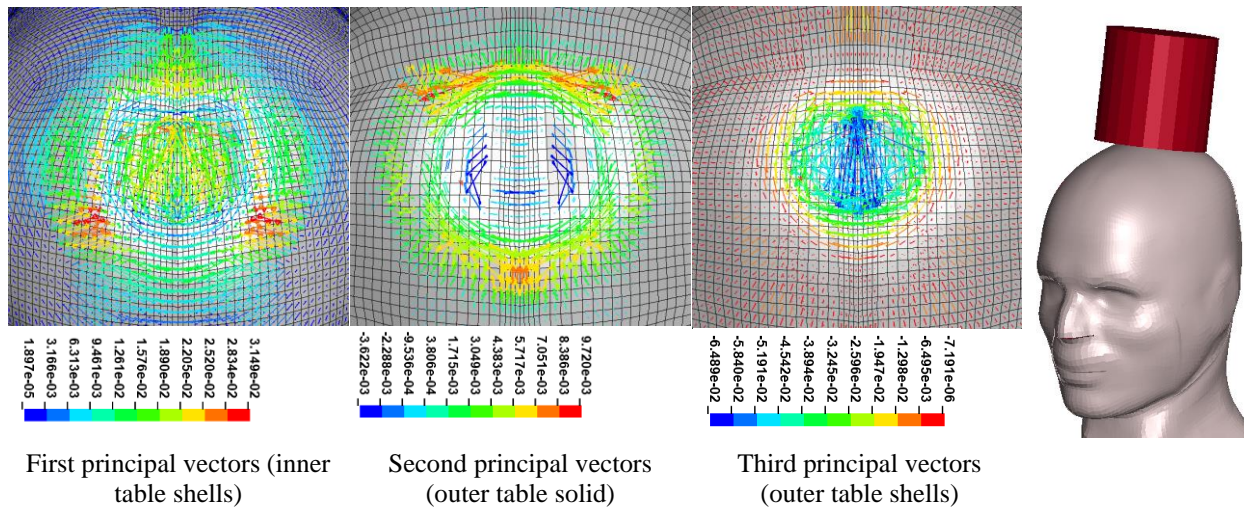 1.897e-05
3.166e-03
6.313e-03
9.461e-03
1.261e-02
1.576e-02
1.890e-02
2.205e-02
2.520e-02
2.834e-02
3.149e-02
-3.622e-03
-2.288e-03
-9.536e-04
3.806e-04
1.715e-03
3.049e-03
4.383e-03
5.717e-03
7.051e-03
8.386e-03
9.720e-03
-6.489e-02
-5.840e-02
-5.191e-02
-4.542e-02
-3.894e-02
-3.245e-02
-2.596e-02
-1.947e-02
-1.298e-02
-6.495e-03
-7.191e-06
First principal vectors (inner
table shells)
Second principal vectors
(outer table solid)
Third principal vectors
(outer table shells)